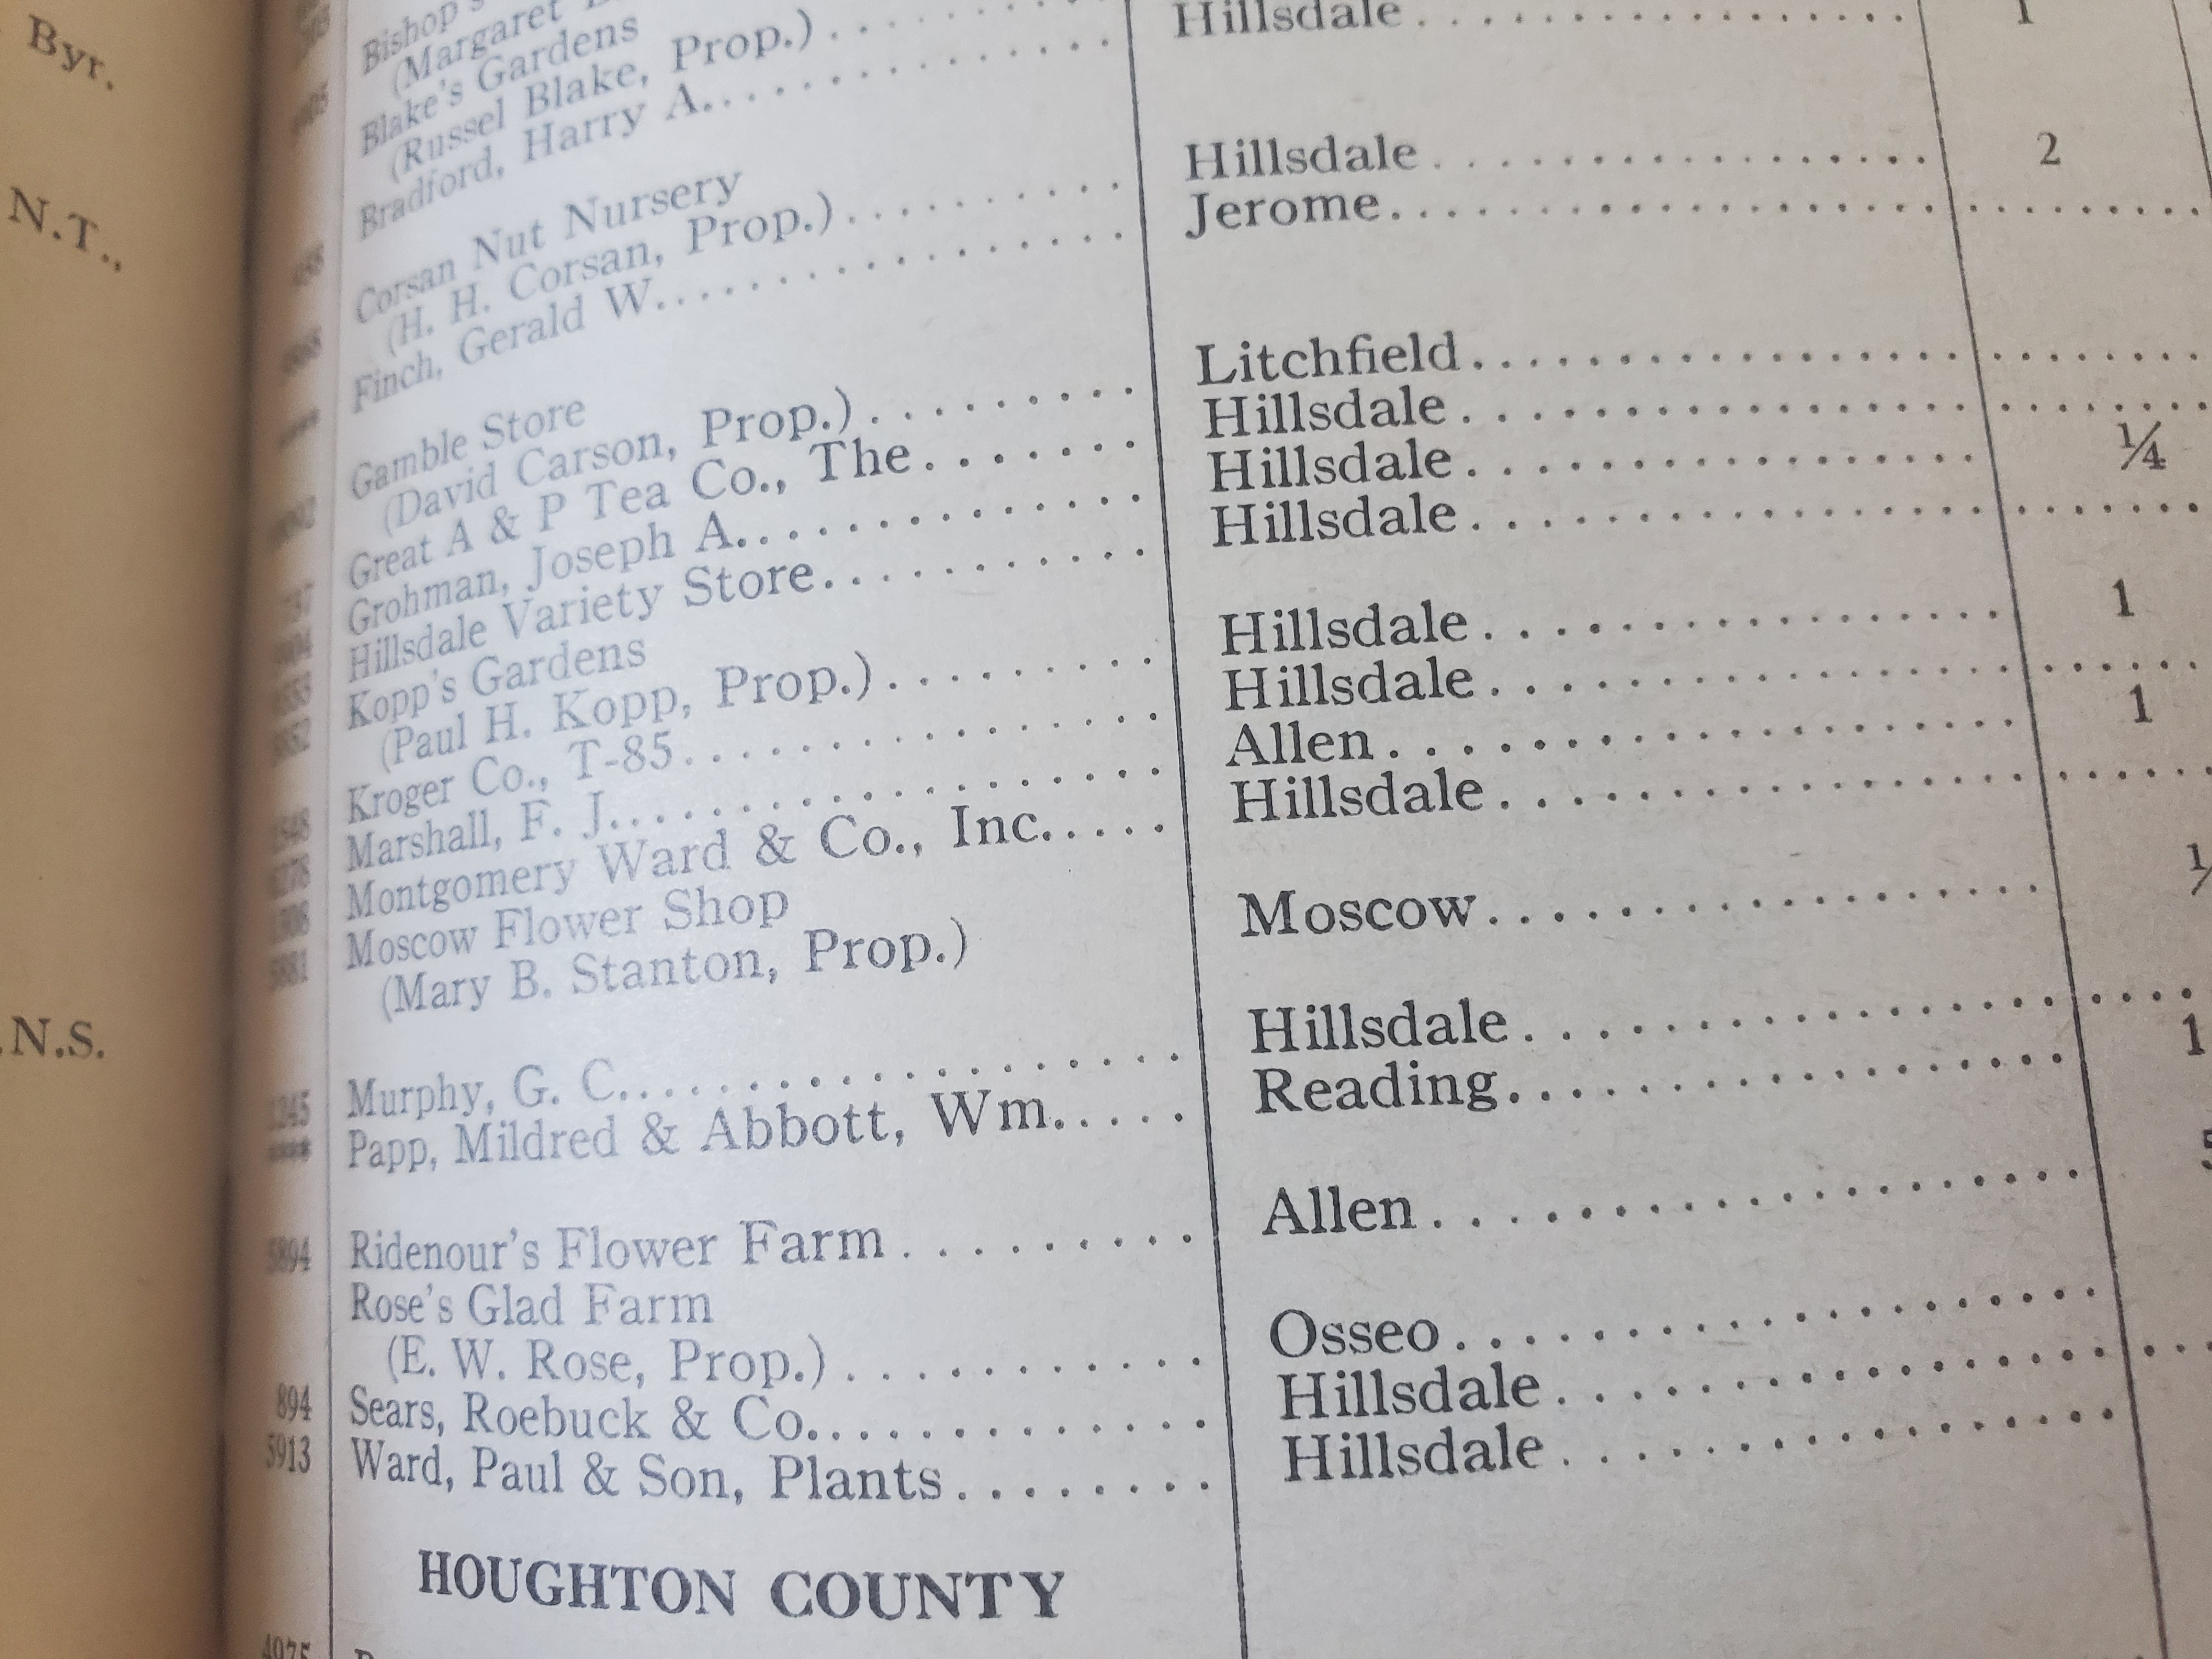 Byr.
N.T.,
N.S.
Bishop's
(Margaret
Blake's Gardens
(Russel Blake, Prop.) Hillsdale 1
Bradford, Harry A.
Corsan Nut Nursery
(H. H. Corsan, Prop.) Hillsdale 2
Finch, Gerald W. Jerome
Gamble Store
(David Carson, Prop.) Litchfield
Great A & P Tea Co., The Hillsdale
Grohman, Joseph A. Hillsdale ¼
Hillsdale Variety Store Hillsdale
Kopp's Gardens
(Paul H. Kopp, Prop.) Hillsdale 1
Kroger Co., T-85 Hillsdale
Marshall, F. J. Allen 1
Montgomery Ward & Co., Inc. Hillsdale
Moscow Flower Shop
(Mary B. Stanton, Prop.) Moscow
Murphy, G. C. Hillsdale
Papp, Mildred & Abbott, Wm. Reading 1
5894 Ridenour's Flower Farm Allen
Rose's Glad Farm
(E. W. Rose, Prop.) Osseo
894 Sears, Roebuck & Co. Hillsdale
5913 Ward, Paul & Son, Plants Hillsdale
HOUGHTON COUNTY